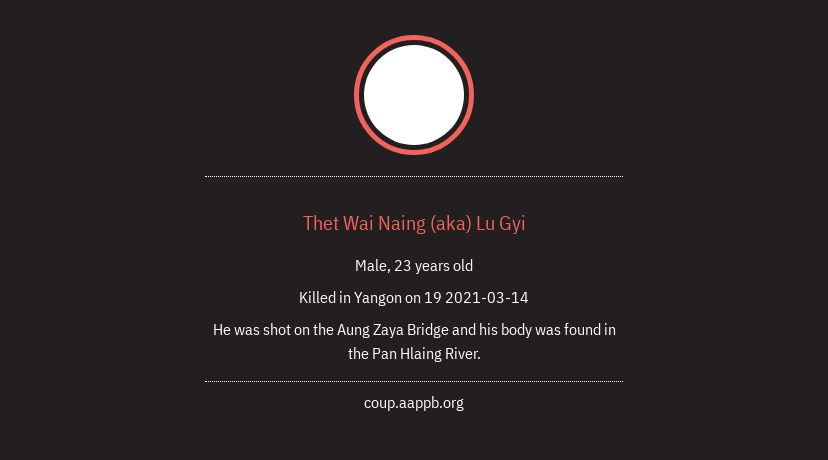 Thet Wai Naing (aka) Lu Gyi
Male, 23 years old
Killed in Yangon on 19 2021-03-14
He was shot on the Aung Zaya Bridge and his body was found in
the Pan Hlaing River.
coup.aappb.org